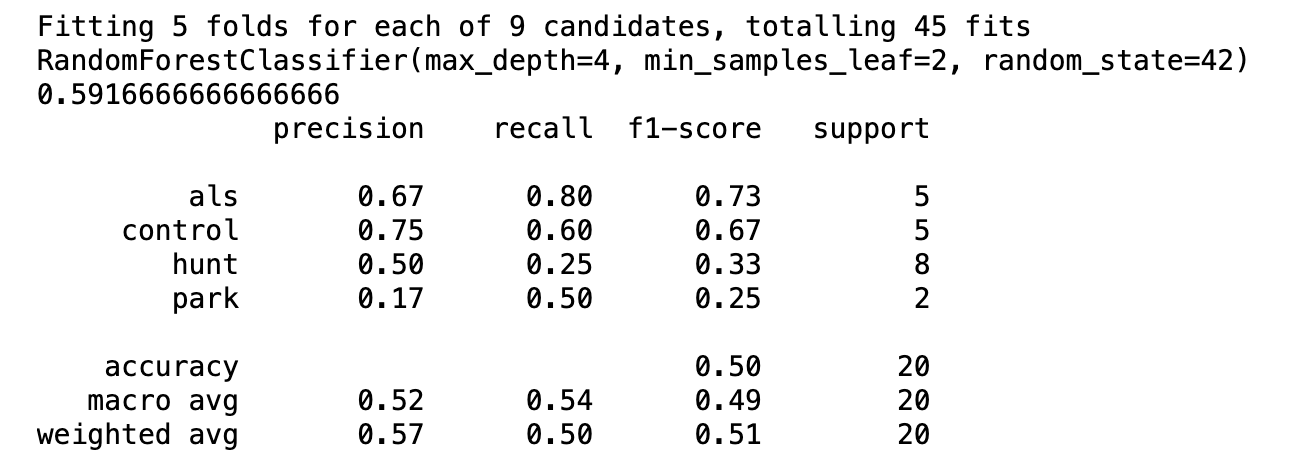 Fitting 5 folds for each of 9 candidates, totalling 45 fits
RandomForestClassifier(max_depth=4, min_samples_leaf=2, random_state=42)
0.5916666666666666
precision recall f1-score support
als 0.67 0.80 0.73 5
control 0.75 0.60 0.67 5
hunt 0.50 0.25 0.33 8
park 0.17 0.50 0.25 2
accuracy 0.50 20
macro avg 0.52 0.54 0.49 20
weighted avg 0.57 0.50 0.51 20